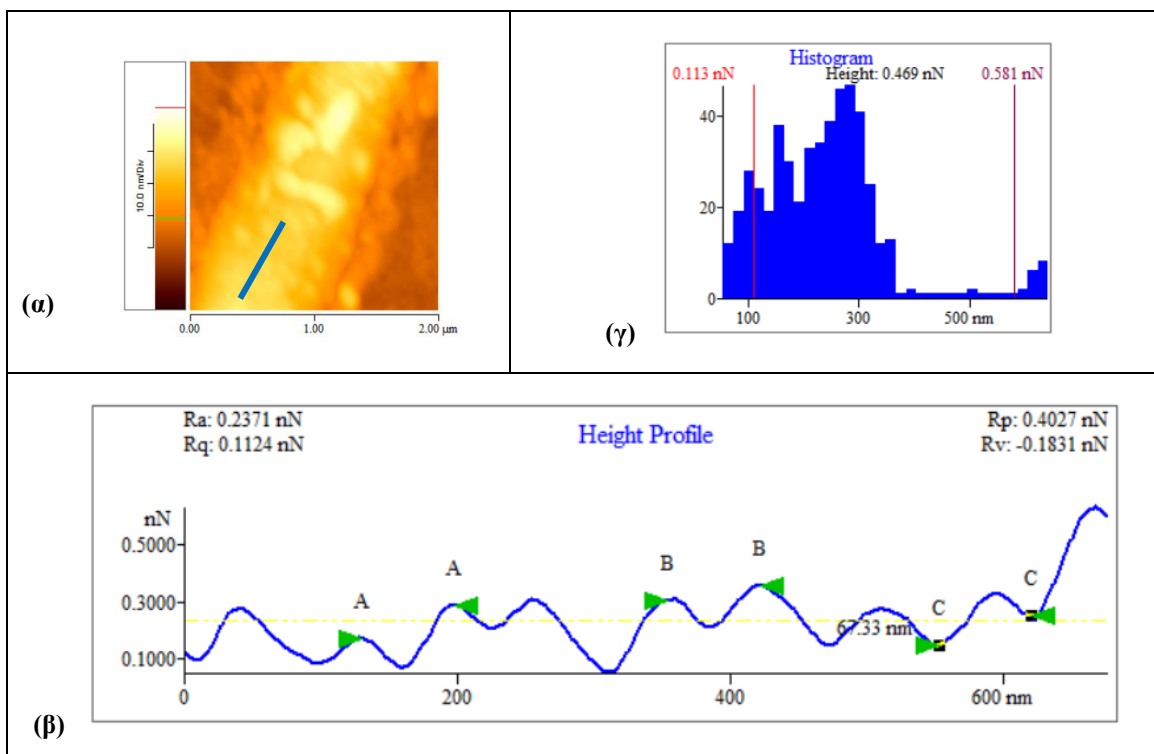 10.0 nm/Div
0.00
1.00
2.00 µm
(α)
Histogram
0.113 nN
Height: 0.469 nN
0.581 nN
40
20
0
100
300
500 nm
(γ)
Ra: 0.2371 nN
Rq: 0.1124 nN
Height Profile
Rp: 0.4027 nN
Rv: -0.1831 nN
nN
0.5000
0.3000
0.1000
A
A
B
B
C
C
67.33 nm
0
200
400
600 nm
(β)